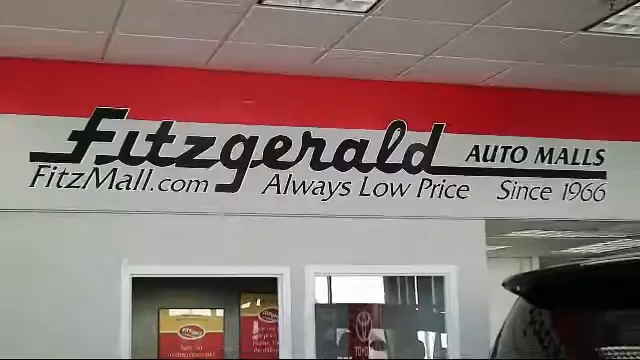 Fitzgerald AUTO MALLS
FitzMall.com Always Low Price Since 1966